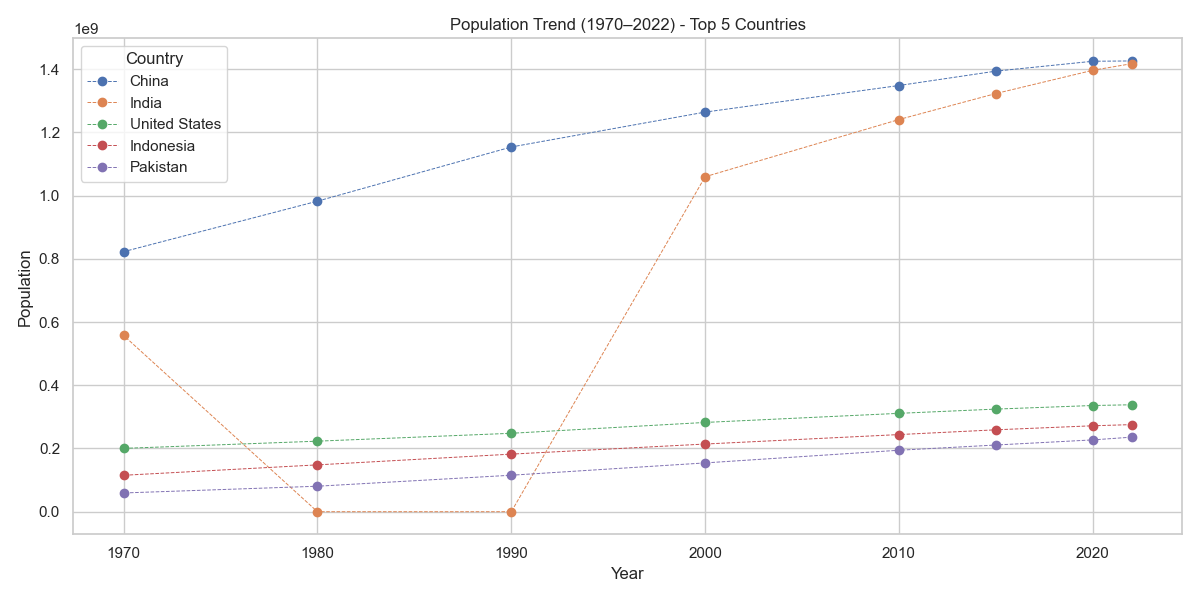 Population Trend (1970–2022) - Top 5 Countries
1e9
Country
China
India
United States
Indonesia
Pakistan
Population
1.4
1.2
1.0
0.8
0.6
0.4
0.2
0.0
1970 1980 1990 2000 2010 2020
Year